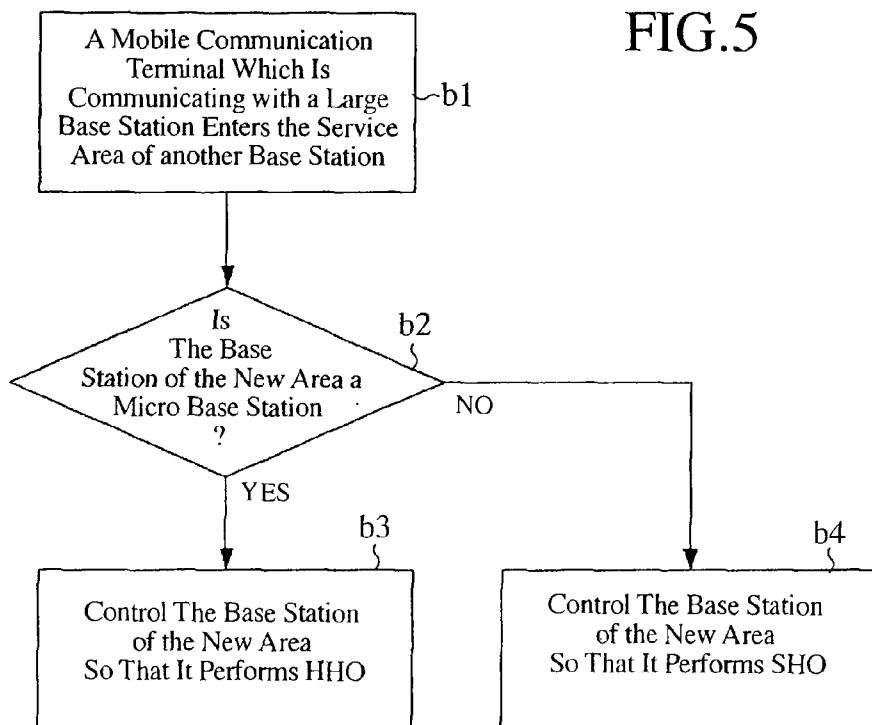 FIG.5
A Mobile Communication
Terminal Which Is
Communicating with a Large
Base Station Enters the Service
Area of another Base Station
b1
Is
The Base
Station of the New Area a
Micro Base Station
?
b2
NO
YES
b3
Control The Base Station
of the New Area
So That It Performs HHO
b4
Control The Base Station
of the New Area
So That It Performs SHO